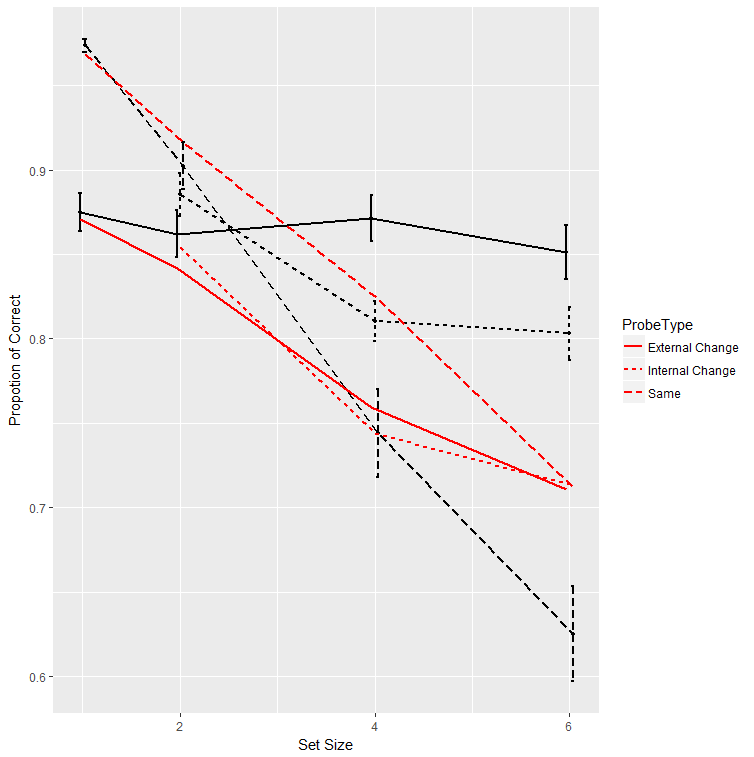 0.9
0.8
0.7
0.6
Propotion of Correct
2
4
6
Set Size
ProbeType
External Change
Internal Change
Same